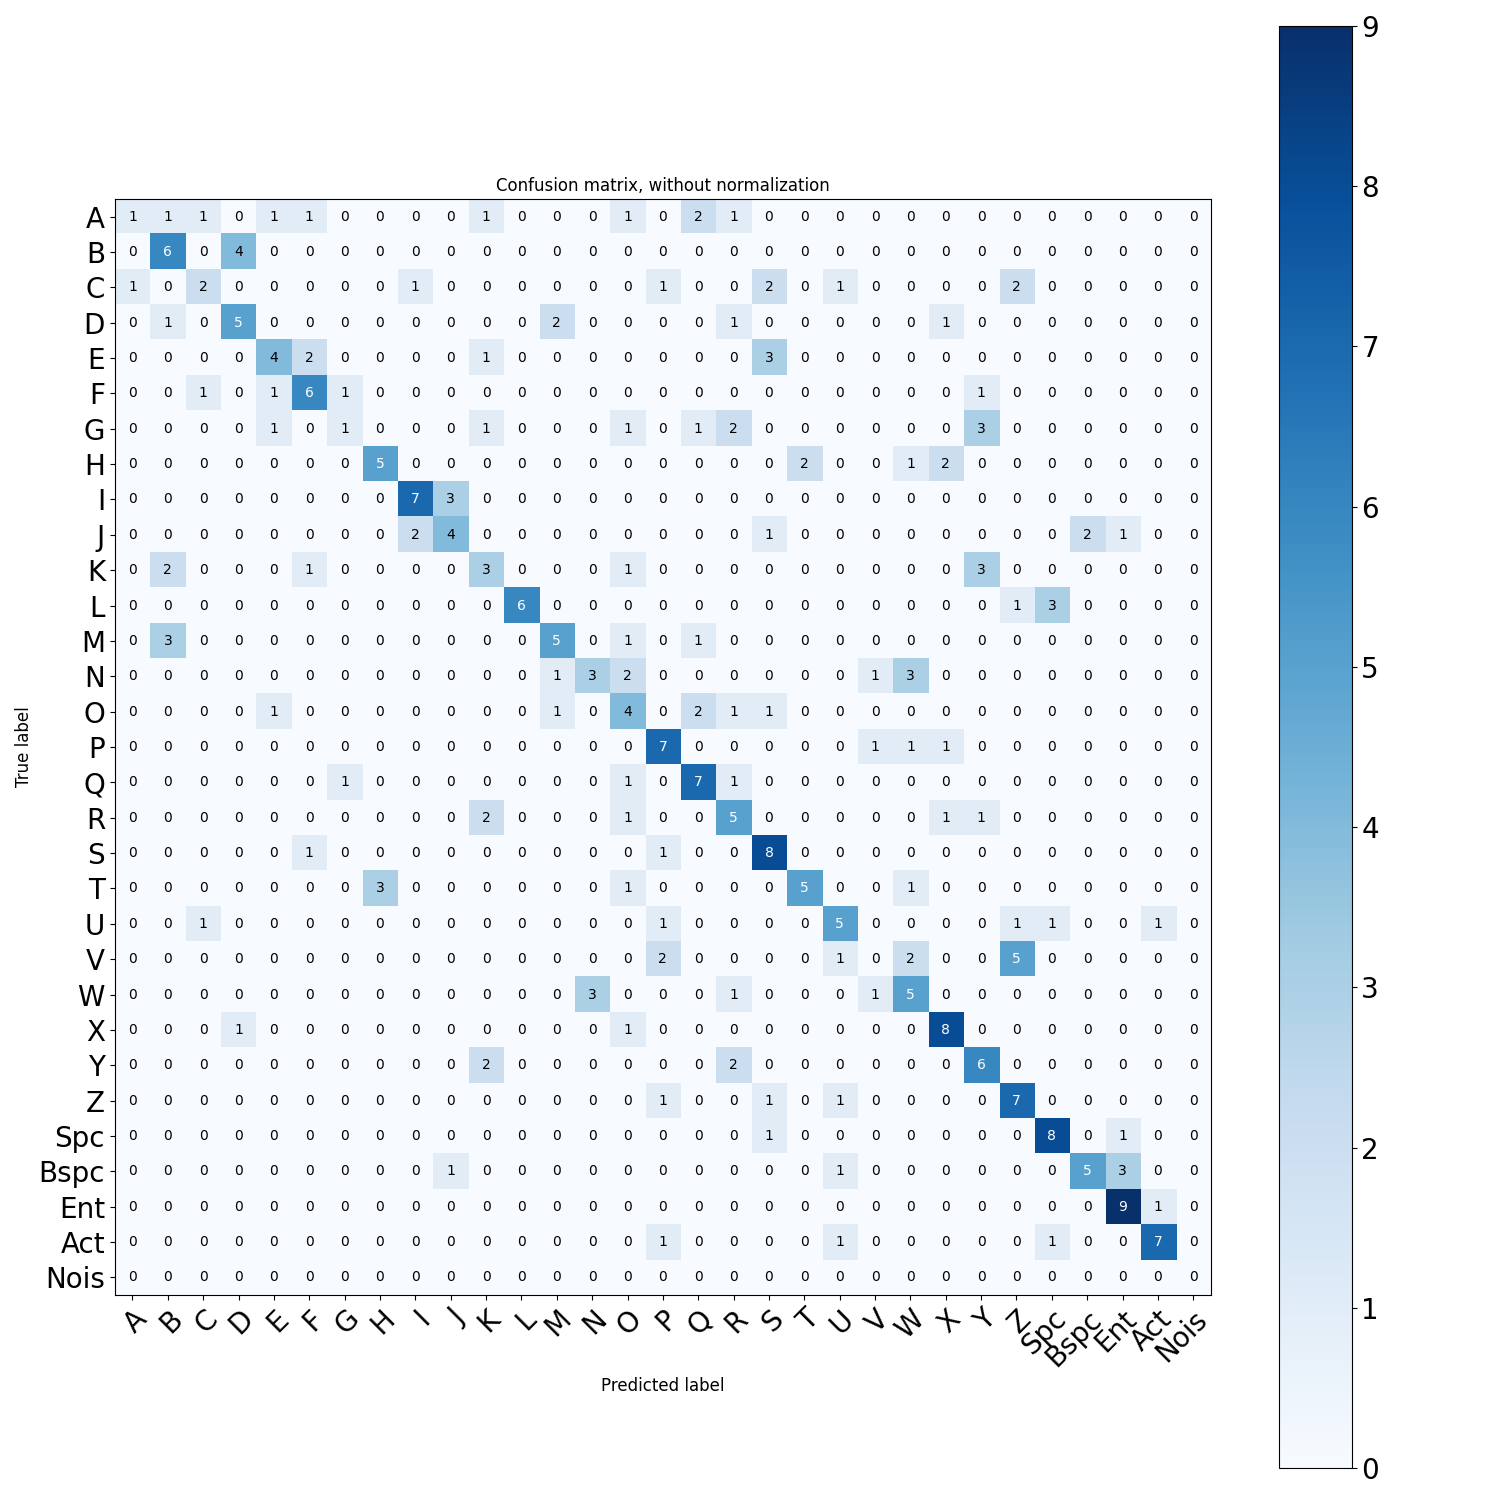 Confusion matrix, without normalization
A 1 1 1 0 1 1 0 0 0 0 1 0 0 0 1 0 2 1 0 0 0 0 0 0 0 0 0 0 0 0 0
B 0 6 0 4 0 0 0 0 0 0 0 0 0 0 0 0 0 0 0 0 0 0 0 0 0 0 0 0 0 0 0
C 1 0 2 0 0 0 0 0 1 0 0 0 0 0 0 1 0 0 2 0 1 0 0 0 0 2 0 0 0 0 0
D 0 1 0 5 0 0 0 0 0 0 0 0 2 0 0 0 0 1 0 0 0 0 0 1 0 0 0 0 0 0 0
E 0 0 0 0 4 2 0 0 0 0 1 0 0 0 0 0 0 0 3 0 0 0 0 0 0 0 0 0 0 0 0
F 0 0 1 0 1 6 1 0 0 0 0 0 0 0 0 0 0 0 0 0 0 0 0 0 1 0 0 0 0 0 0
G 0 0 0 0 1 0 1 0 0 0 1 0 0 0 1 0 1 2 0 0 0 0 0 0 3 0 0 0 0 0 0
H 0 0 0 0 0 0 0 5 0 0 0 0 0 0 0 0 0 0 0 2 0 0 1 2 0 0 0 0 0 0 0
I 0 0 0 0 0 0 0 0 7 3 0 0 0 0 0 0 0 0 0 0 0 0 0 0 0 0 0 0 0 0 0
J 0 0 0 0 0 0 0 0 2 4 0 0 0 0 0 0 0 0 1 0 0 0 0 0 0 0 0 2 1 0 0
K 0 2 0 0 0 1 0 0 0 0 3 0 0 0 1 0 0 0 0 0 0 0 0 0 3 0 0 0 0 0 0
L 0 0 0 0 0 0 0 0 0 0 0 6 0 0 0 0 0 0 0 0 0 0 0 0 0 1 3 0 0 0 0
M 0 3 0 0 0 0 0 0 0 0 0 0 5 0 1 0 1 0 0 0 0 0 0 0 0 0 0 0 0 0 0
N 0 0 0 0 0 0 0 0 0 0 0 0 1 3 2 0 0 0 0 0 0 1 3 0 0 0 0 0 0 0 0
O 0 0 0 0 1 0 0 0 0 0 0 0 1 0 4 0 2 1 1 0 0 0 0 0 0 0 0 0 0 0 0
P 0 0 0 0 0 0 0 0 0 0 0 0 0 0 0 7 0 0 0 0 0 1 1 1 0 0 0 0 0 0 0
Q 0 0 0 0 0 0 1 0 0 0 0 0 0 0 1 0 7 1 0 0 0 0 0 0 0 0 0 0 0 0 0
R 0 0 0 0 0 0 0 0 0 0 2 0 0 0 1 0 0 5 0 0 0 0 0 1 1 0 0 0 0 0 0
S 0 0 0 0 0 1 0 0 0 0 0 0 0 0 0 1 0 0 8 0 0 0 0 0 0 0 0 0 0 0 0
T 0 0 0 0 0 0 0 3 0 0 0 0 0 0 1 0 0 0 0 5 0 0 1 0 0 0 0 0 0 0 0
U 0 0 1 0 0 0 0 0 0 0 0 0 0 0 0 1 0 0 0 0 5 0 0 0 0 1 1 0 0 1 0
V 0 0 0 0 0 0 0 0 0 0 0 0 0 0 0 2 0 0 0 0 1 0 2 0 0 5 0 0 0 0 0
W 0 0 0 0 0 0 0 0 0 0 0 0 0 3 0 0 0 1 0 0 0 1 5 0 0 0 0 0 0 0 0
X 0 0 0 1 0 0 0 0 0 0 0 0 0 0 1 0 0 0 0 0 0 0 0 8 0 0 0 0 0 0 0
Y 0 0 0 0 0 0 0 0 0 0 2 0 0 0 0 0 0 2 0 0 0 0 0 0 6 0 0 0 0 0 0
Z 0 0 0 0 0 0 0 0 0 0 0 0 0 0 0 1 0 0 1 0 1 0 0 0 0 7 0 0 0 0 0
Spc 0 0 0 0 0 0 0 0 0 0 0 0 0 0 0 0 0 0 1 0 0 0 0 0 0 0 8 0 1 0 0
Bspc 0 0 0 0 0 0 0 0 0 1 0 0 0 0 0 0 0 0 0 0 1 0 0 0 0 0 0 5 3 0 0
Ent 0 0 0 0 0 0 0 0 0 0 0 0 0 0 0 0 0 0 0 0 0 0 0 0 0 0 0 0 9 1 0
Act 0 0 0 0 0 0 0 0 0 0 0 0 0 0 0 1 0 0 0 0 1 0 0 0 0 0 1 0 0 7 0
Nois 0 0 0 0 0 0 0 0 0 0 0 0 0 0 0 0 0 0 0 0 0 0 0 0 0 0 0 0 0 0 0
A B C D E F G H I J K L M N O P Q R S T U V W X Y Z Spc Bspc Ent Act Nois
Predicted label
True label
9
8
7
6
5
4
3
2
1
0